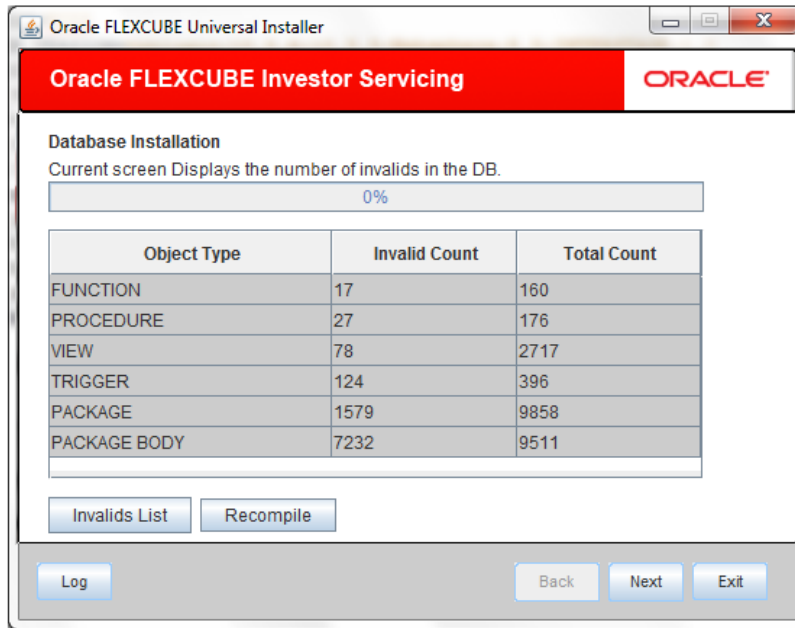 Oracle FLEXCUBE Universal Installer
Oracle FLEXCUBE Investor Servicing ORACLE®
Database Installation
Current screen Displays the number of invalids in the DB.
0%
Object Type Invalid Count Total Count
FUNCTION 17 160
PROCEDURE 27 176
VIEW 78 2717
TRIGGER 124 396
PACKAGE 1579 9858
PACKAGE BODY 7232 9511
Invalids List Recompile
Log Back Next Exit